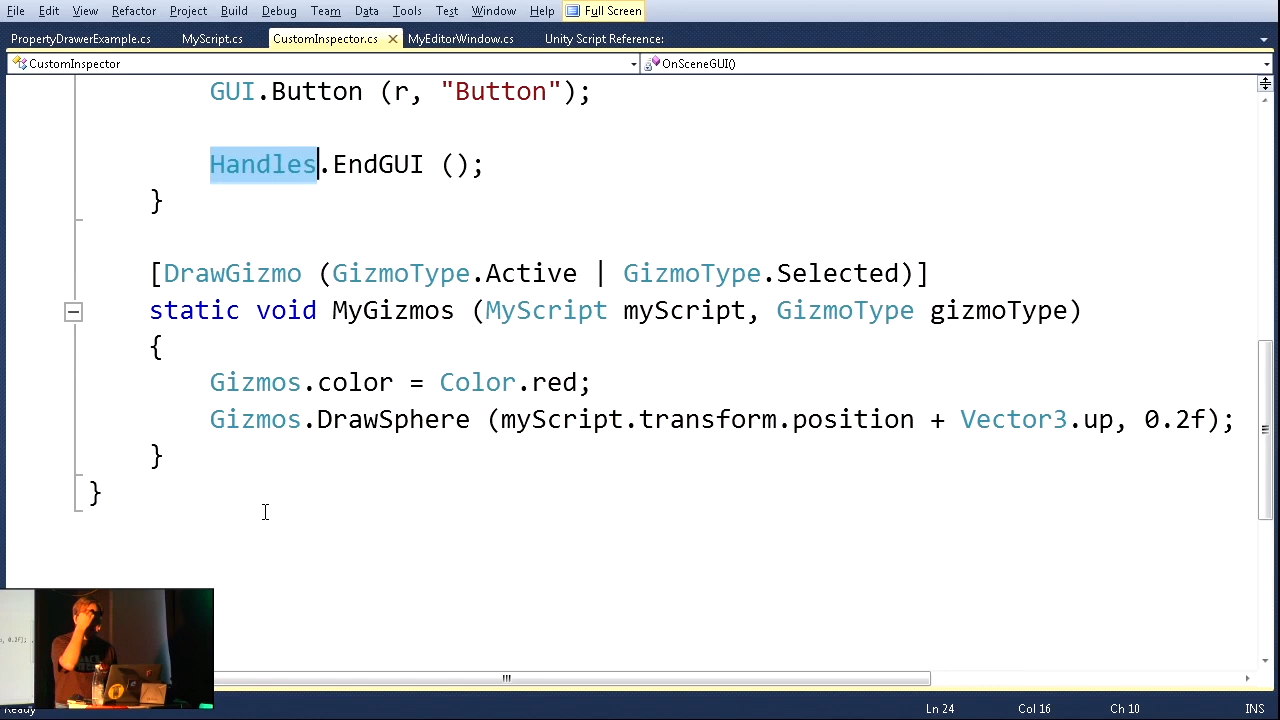 File Edit View Refactor Project Build Debug Team Data Tools Test Window Help Full Screen
PropertyDrawerExample.cs MyScript.cs CustomInspector.cs MyEditorWindow.cs Unity Script Reference:
CustomInspector OnSceneGUI()
GUI.Button (r, "Button");
Handles.EndGUI ();
}
[DrawGizmo (GizmoType.Active | GizmoType.Selected)]
static void MyGizmos (MyScript myScript, GizmoType gizmoType)
{
Gizmos.color = Color.red;
Gizmos.DrawSphere (myScript.transform.position + Vector3.up, 0.2f);
}
}
Ready Ln 24 Col 16 Ch 10 INS